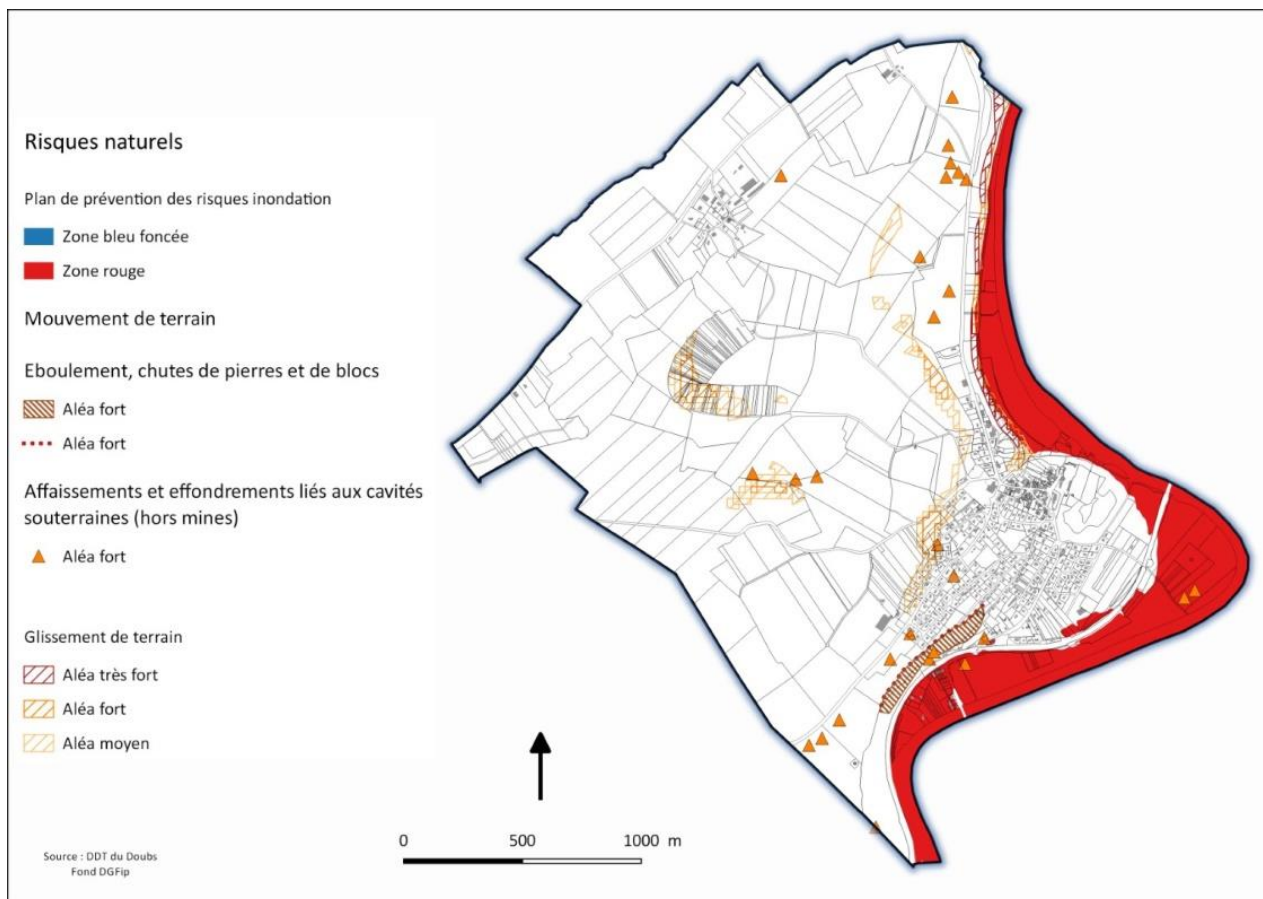 Risques naturels
Plan de prévention des risques inondation
Zone bleu foncée
Zone rouge
Mouvement de terrain
Eboulement, chutes de pierres et de blocs
Aléa fort
Aléa fort
Affaissements et effondrements liés aux cavités
souterraines (hors mines)
Aléa fort
Glissement de terrain
Aléa très fort
Aléa fort
Aléa moyen
0 500 1000 m
Source : DDT du Doubs
Fond DGFip